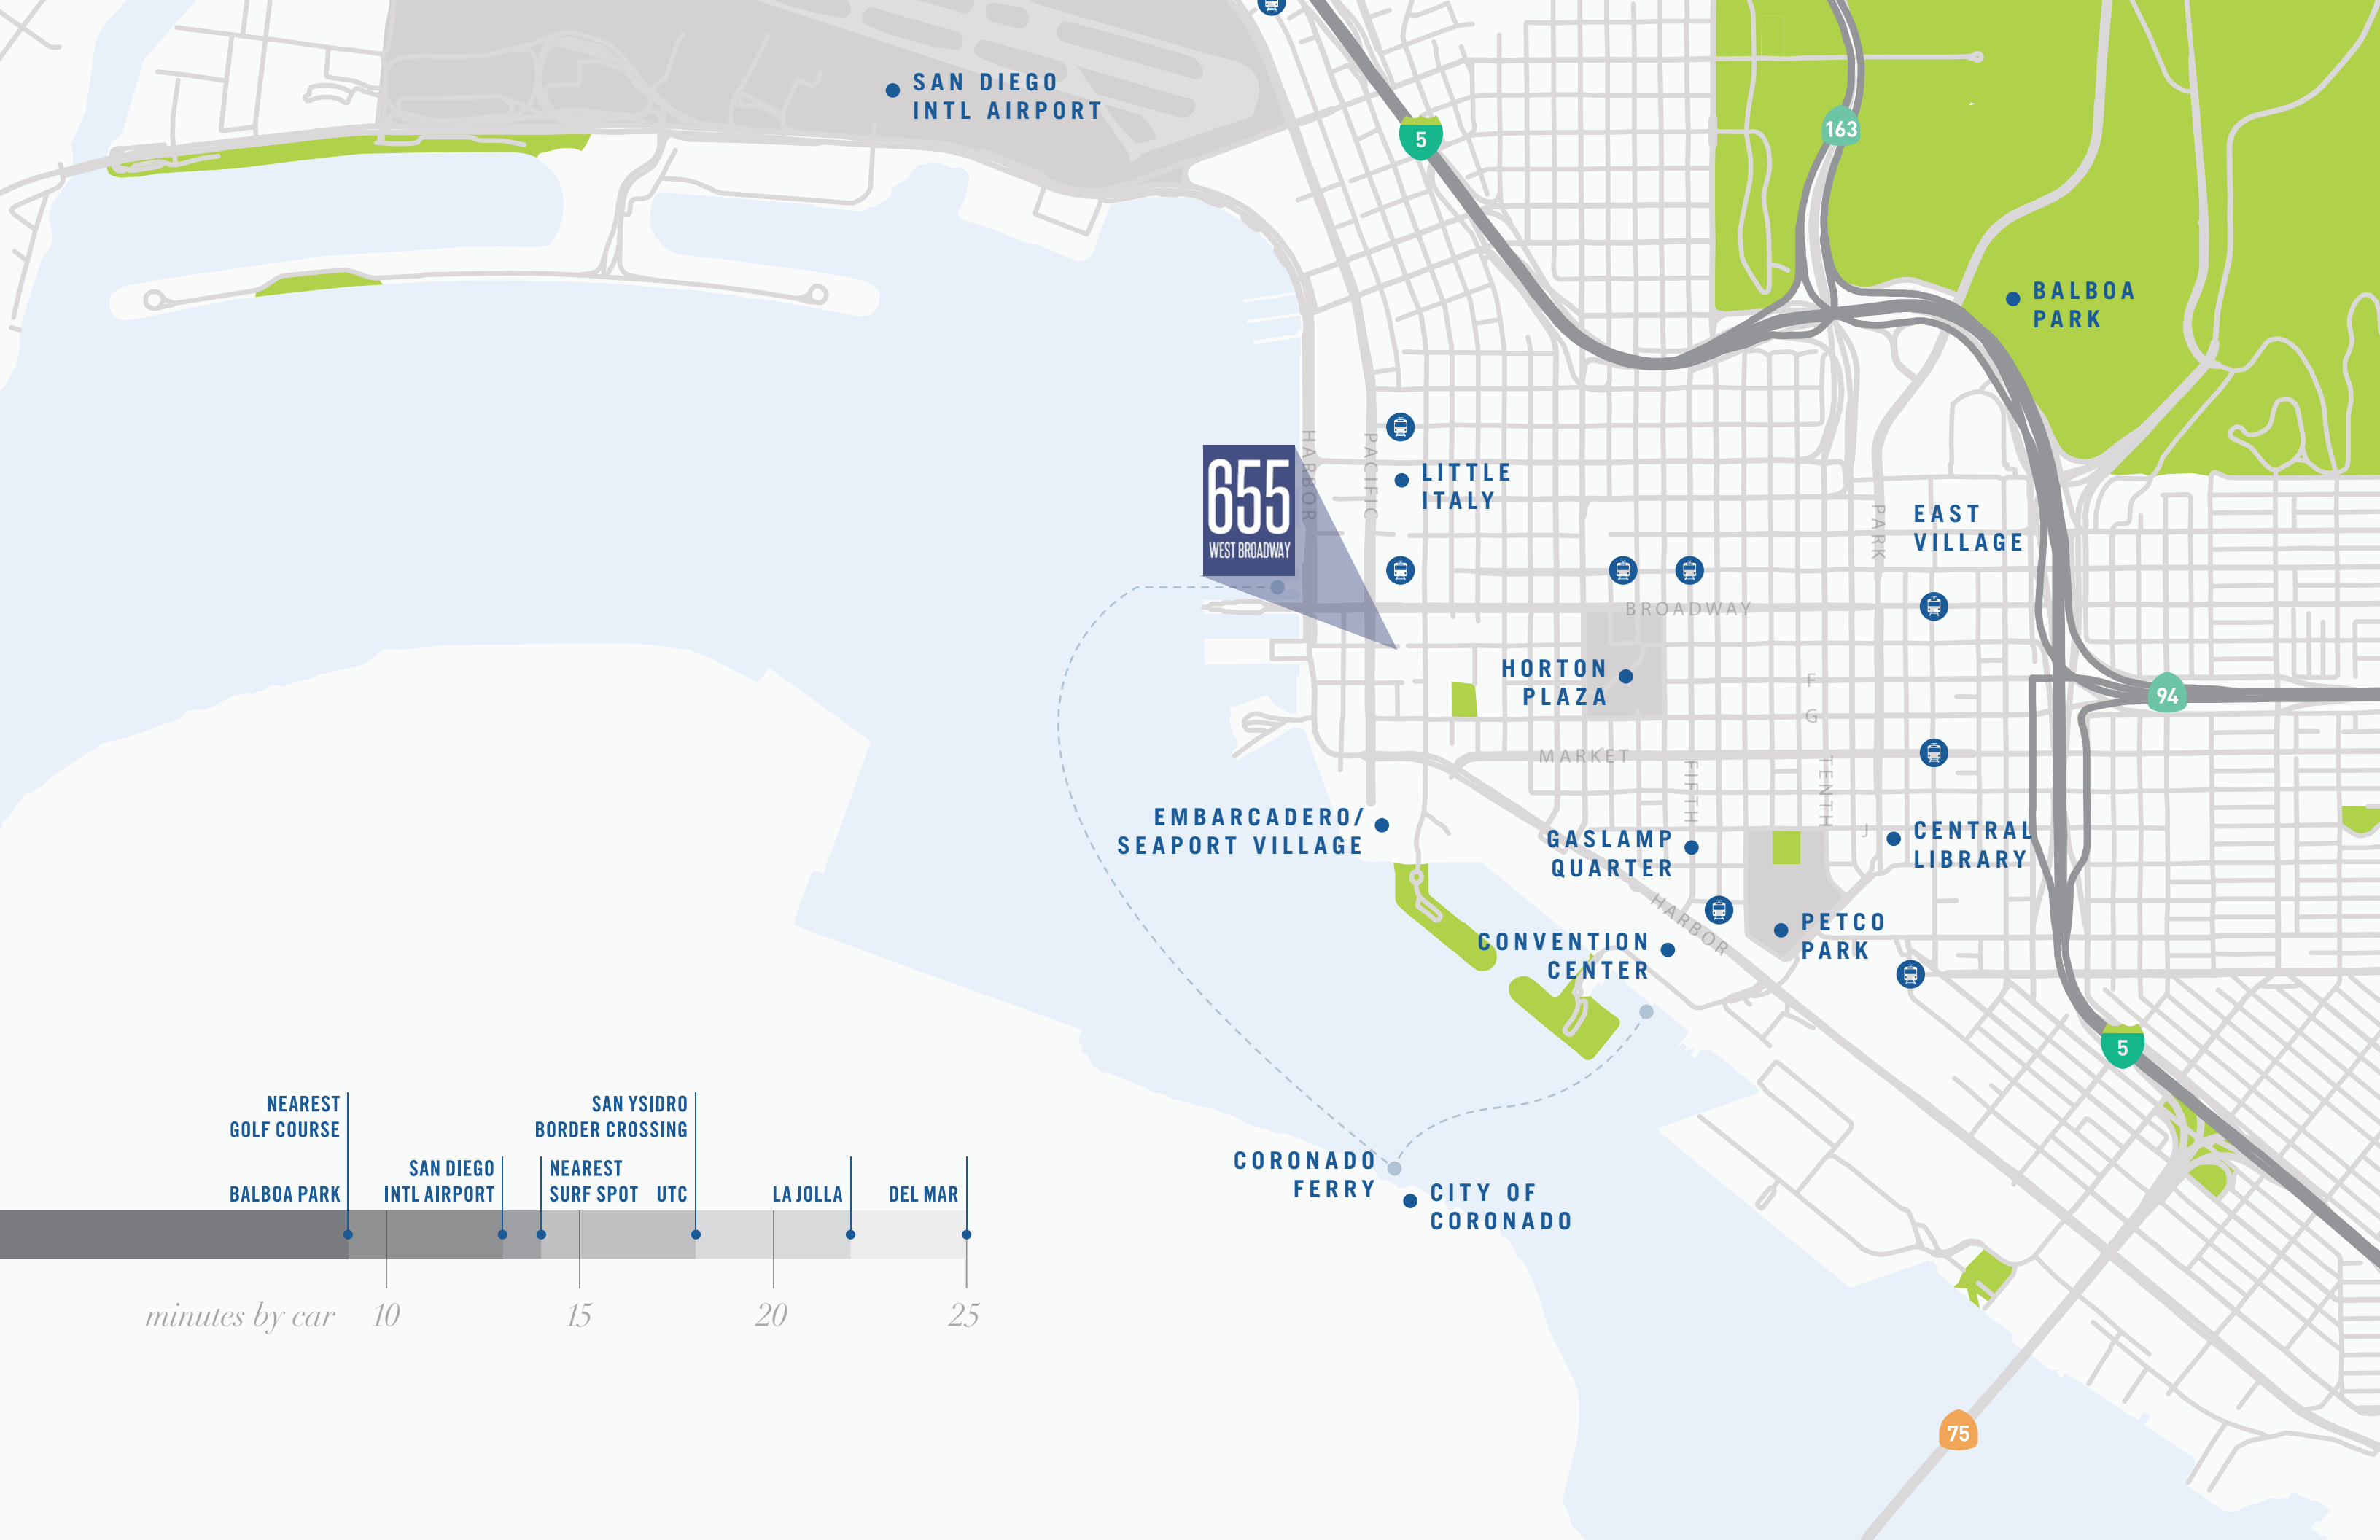 SAN DIEGO
INTL AIRPORT
5
163
BALBOA
PARK
655
WEST BROADWAY
HARBOR
PACIFIC
LITTLE
ITALY
PARK
EAST
VILLAGE
BROADWAY
HORTON
PLAZA
F
G
94
MARKET
FIFTH
TENTH
EMBARCADERO/
SEAPORT VILLAGE
GASLAMP
QUARTER
J
CENTRAL
LIBRARY
HARBOR
CONVENTION
CENTER
PETCO
PARK
5
CORONADO
FERRY
CITY OF
CORONADO
75
NEAREST
GOLF COURSE
BALBOA PARK
SAN DIEGO
INTL AIRPORT
NEAREST
SURF SPOT
SAN YSIDRO
BORDER CROSSING
UTC
LA JOLLA
DEL MAR
minutes by car 10 15 20 25